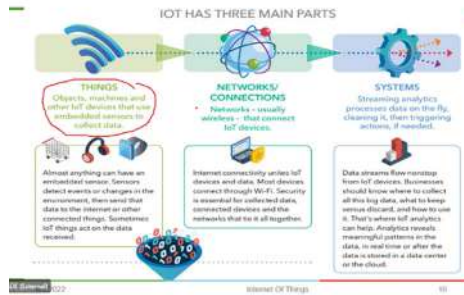 IOT HAS THREE MAIN PARTS
THINGS
Objects, machines and
other IoT devices that use
embedded sensors to
collect data.
NETWORKS/
CONNECTIONS
Networks - usually
wireless - that connect
IoT devices.
SYSTEMS
Streaming analytics
processes data on the fly,
cleaning it, then triggering
actions, if needed.
Almost anything can have an
embedded sensor. Sensors
detect events or changes in the
environment, then send that
data to the internet or other
connected things. Sometimes
IoT things act on the data
received.
Internet connectivity unites IoT
devices and data. Most devices
connect through Wi-Fi. Security
is essential for collected data,
connected devices and the
networks that tie it all together.
Data streams flow nonstop
from IoT devices. Businesses
should know where to collect
all this big data, what to keep
versus discard, and how to use
it. That's where IoT analytics
can help. Analytics reveals
meaningful patterns in the
data, in real time or after the
data is stored in a data center
or the cloud.
(External)
2022
Internet Of Things